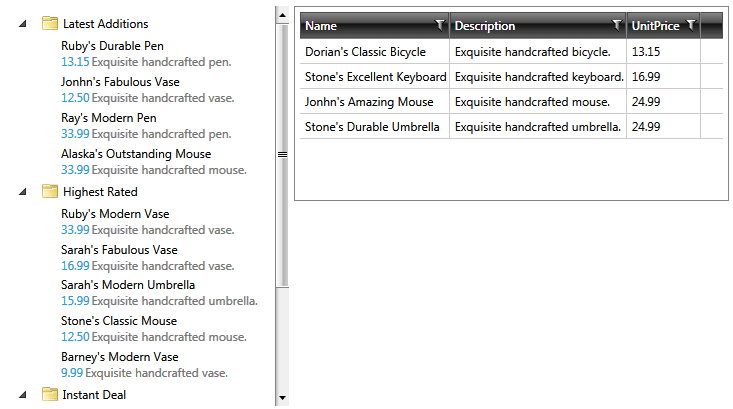 Latest Additions
Ruby's Durable Pen
13.15 Exquisite handcrafted pen.
Jonhn's Fabulous Vase
12.50 Exquisite handcrafted vase.
Ray's Modern Pen
33.99 Exquisite handcrafted pen.
Alaska's Outstanding Mouse
33.99 Exquisite handcrafted mouse.
Highest Rated
Ruby's Modern Vase
33.99 Exquisite handcrafted vase.
Sarah's Fabulous Vase
16.99 Exquisite handcrafted vase.
Sarah's Modern Umbrella
15.99 Exquisite handcrafted umbrella.
Stone's Classic Mouse
12.50 Exquisite handcrafted mouse.
Barney's Modern Vase
9.99 Exquisite handcrafted vase.
Instant Deal
Name Description UnitPrice
Dorian's Classic Bicycle Exquisite handcrafted bicycle. 13.15
Stone's Excellent Keyboard Exquisite handcrafted keyboard. 16.99
Jonhn's Amazing Mouse Exquisite handcrafted mouse. 24.99
Stone's Durable Umbrella Exquisite handcrafted umbrella. 24.99